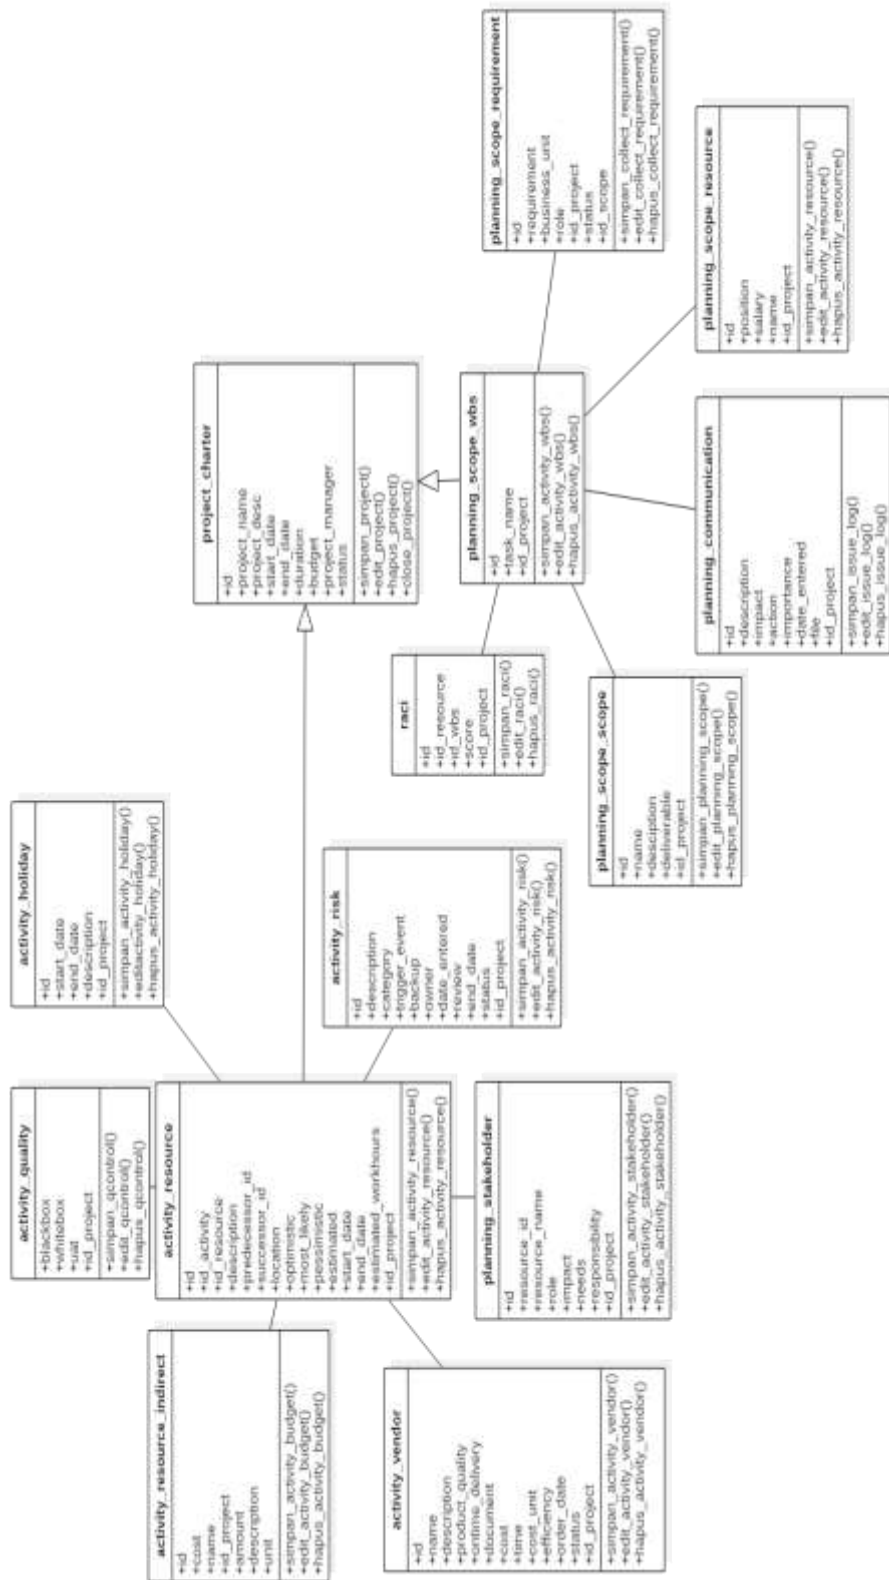 activity_resource_indirect
+id
+cost
+name
+id_project
+amount
+description
+unit
+simpan_activity_budget()
+edit_activity_budget()
+hapus_activity_budget()
activity_quality
+blackbox
+whitebox
+uat
+id_project
+simpan_qcontrol()
+edit_qcontrol()
+hapus_qcontrol()
activity_holiday
+id
+start_date
+end_date
+description
+id_project
+simpan_activity_holiday()
+editactivity_holiday()
+hapus_activity_holiday()
activity_resource
+id
+id_activity
+id_resource
+description
+predecessor_id
+successor_id
+location
+optimistic
+most_likely
+pessimistic
+estimated
+start_date
+end_date
+estimated_workhours
+id_project
+simpan_activity_resource()
+edit_activity_resource()
+hapus_activity_resource()
project_charter
+id
+project_name
+project_desc
+start_date
+end_date
+duration
+budget
+project_manager
+status
+simpan_project()
+edit_project()
+hapus_project()
+close_project()
activity_risk
+id
+description
+category
+trigger_event
+backup
+owner
+date_entered
+review
+end_date
+status
+id_project
+simpan_activity_risk()
+edit_activity_risk()
+hapus_activity_risk()
activity_vendor
+id
+name
+description
+product_quality
+ontime_delivery
+document
+cost
+time
+cost_unit
+efficiency
+order_date
+status
+id_project
+simpan_activity_vendor()
+edit_activity_vendor()
+hapus_activity_vendor()
planning_stakeholder
+id
+resource_id
+resource_name
+role
+impact
+needs
+responsibility
+id_project
+simpan_activity_stakeholder()
+edit_activity_stakeholder()
+hapus_activity_stakeholder()
raci
+id
+id_resource
+id_wbs
+score
+id_project
+simpan_raci()
+edit_raci()
+hapus_raci()
planning_scope_wbs
+id
+task_name
+id_project
+simpan_activity_wbs()
+edit_activity_wbs()
+hapus_activity_wbs()
planning_scope_requirement
+id
+requirement
+business_unit
+role
+id_project
+status
+id_scope
+simpan_collect_requirement()
+edit_collect_requirement()
+hapus_collect_requirement()
planning_scope_scope
+id
+name
+desciption
+deliverable
+id_project
+simpan_planning_scope()
+edit_planning_scope()
+hapus_planning_scope()
planning_communication
+id
+description
+impact
+action
+importance
+date_entered
+file
+id_project
+simpan_issue_log()
+edit_issue_log()
+hapus_issue_log()
planning_scope_resource
+id
+position
+salary
+name
+id_project
+simpan_activity_resource()
+edit_activity_resource()
+hapus_activity_resource()